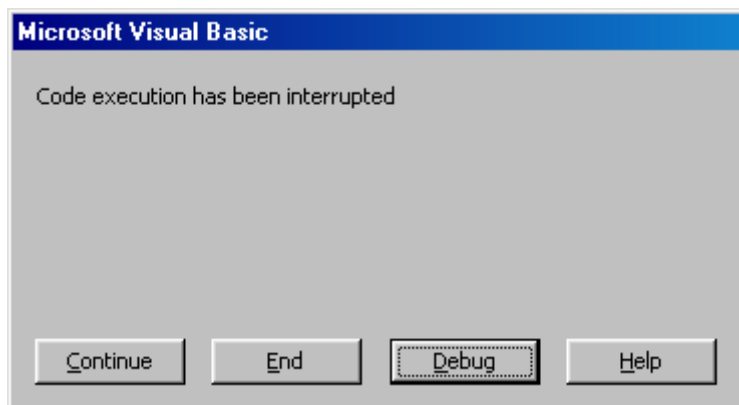 Microsoft Visual Basic
Code execution has been interrupted
Continue End Debug Help